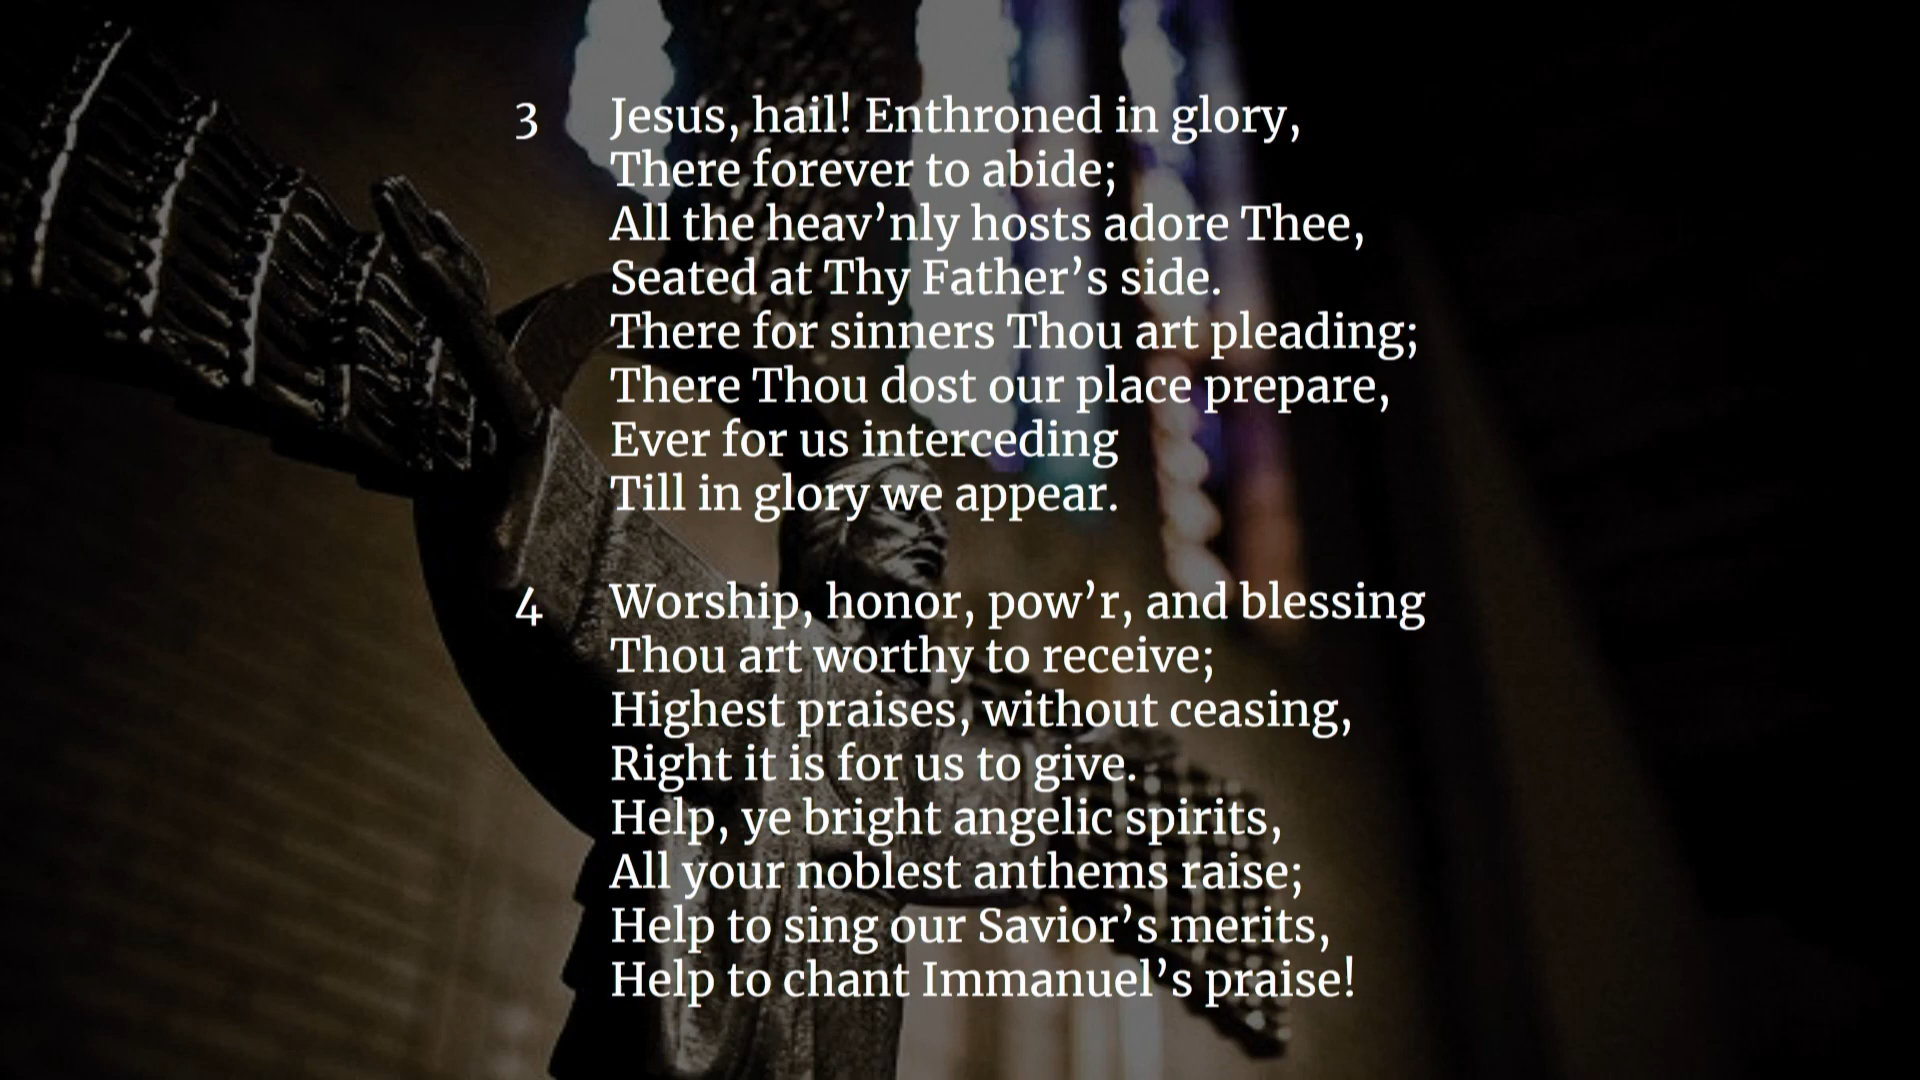 3 Jesus, hail! Enthroned in glory,
There forever to abide;
All the heav’nly hosts adore Thee,
Seated at Thy Father’s side.
There for sinners Thou art pleading;
There Thou dost our place prepare,
Ever for us interceding
Till in glory we appear.
4 Worship, honor, pow’r, and blessing
Thou art worthy to receive;
Highest praises, without ceasing,
Right it is for us to give.
Help, ye bright angelic spirits,
All your noblest anthems raise;
Help to sing our Savior’s merits,
Help to chant Immanuel’s praise!